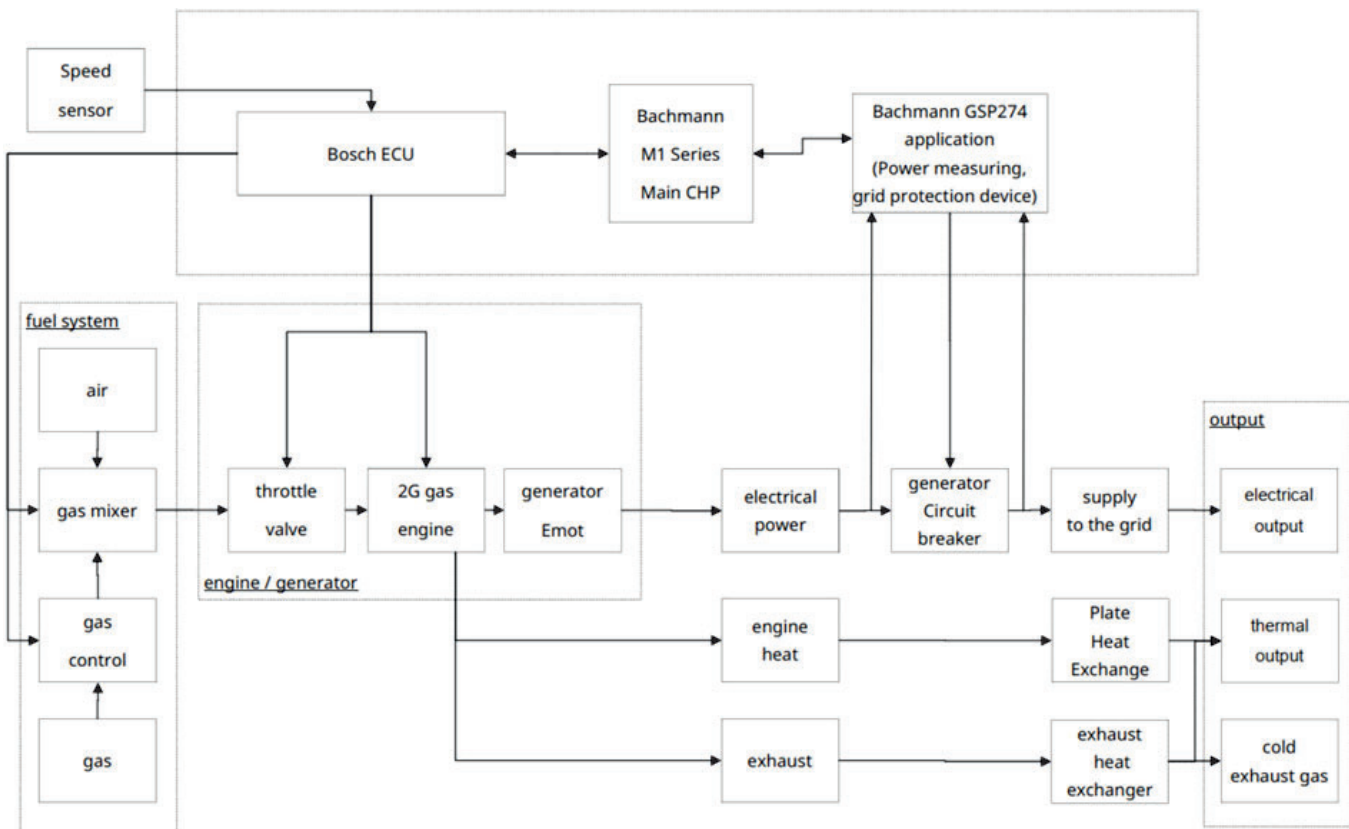 Speed
sensor
Bosch ECU
Bachmann
M1 Series
Main CHP
Bachmann GSP274
application
(Power measuring,
grid protection device)
fuel system
air
gas mixer
gas
control
gas
throttle
valve
2G gas
engine
generator
Emot
engine / generator
electrical
power
generator
Circuit
breaker
supply
to the grid
output
electrical
output
engine
heat
Plate
Heat
Exchange
thermal
output
exhaust
exhaust
heat
exchanger
cold
exhaust gas